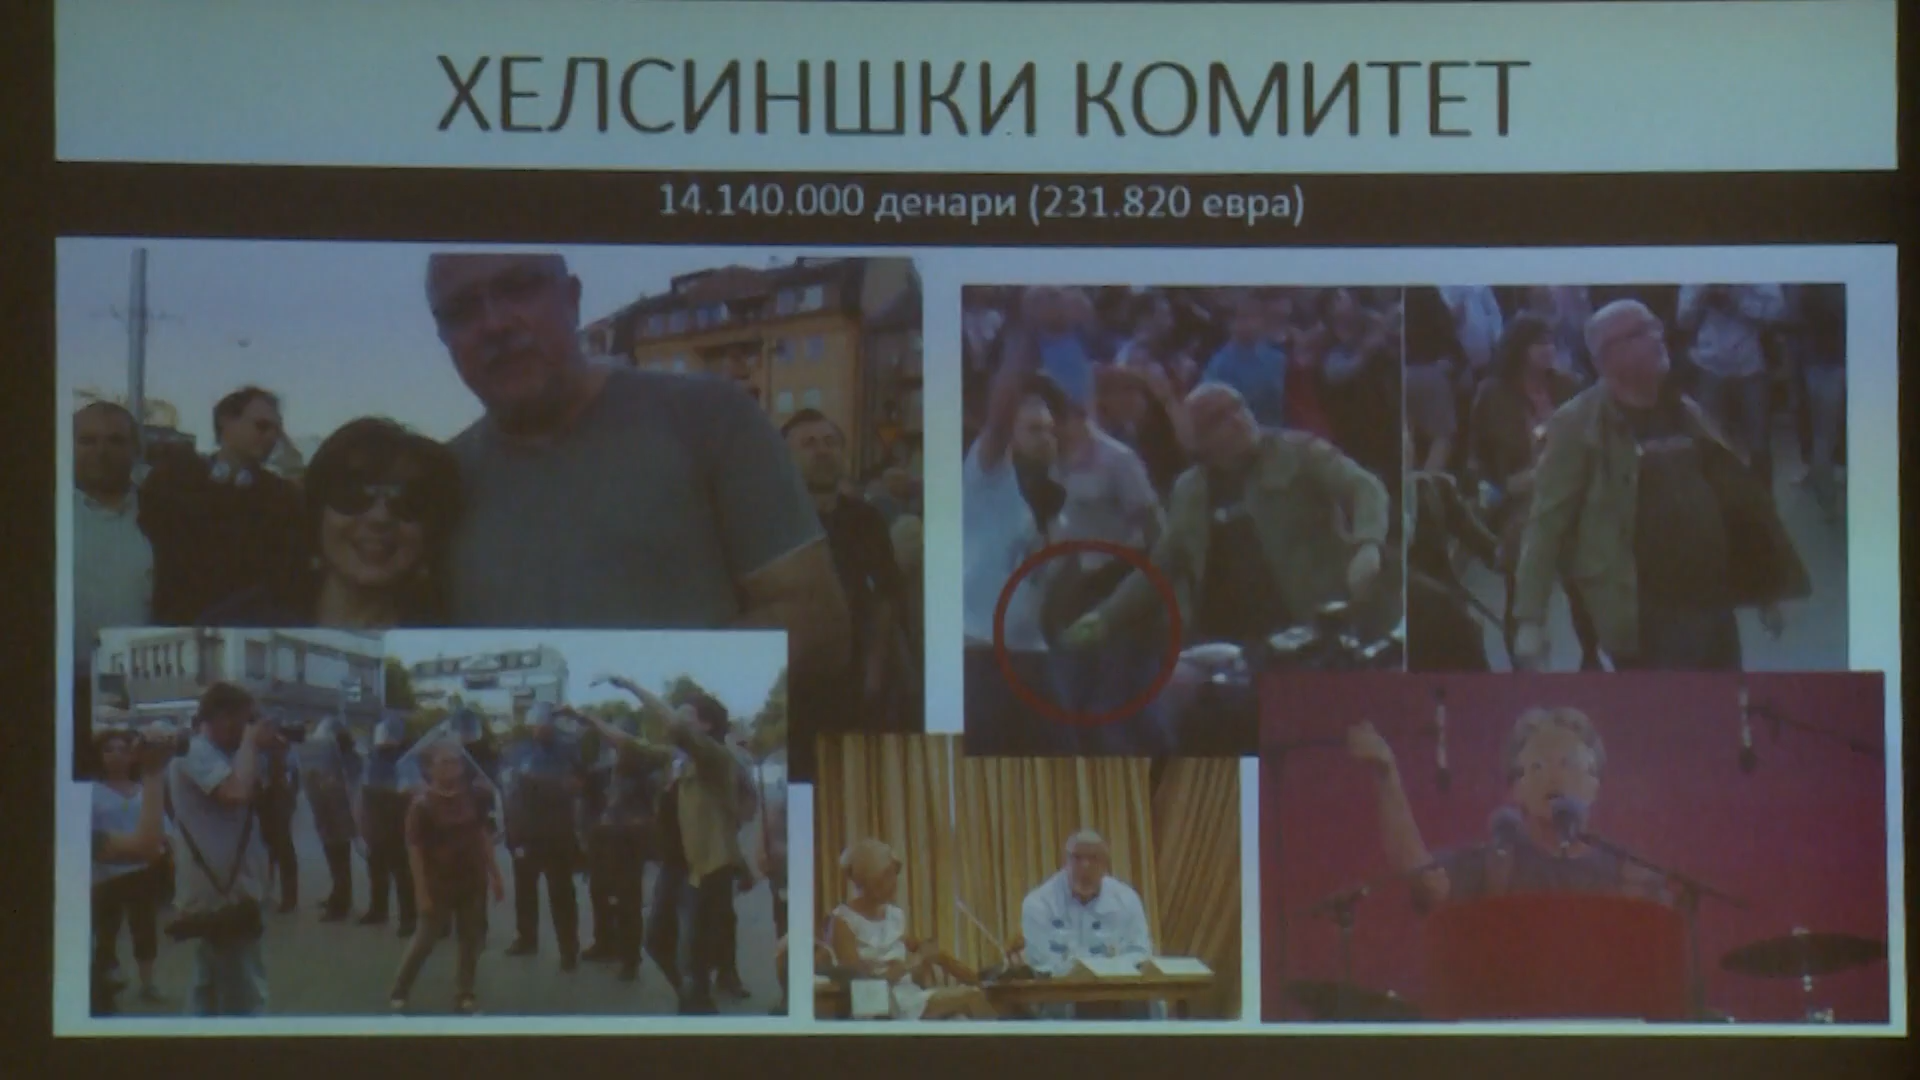 ХЕЛСИНШКИ КОМИТЕТ
14.140.000 денари (231.820 евра)